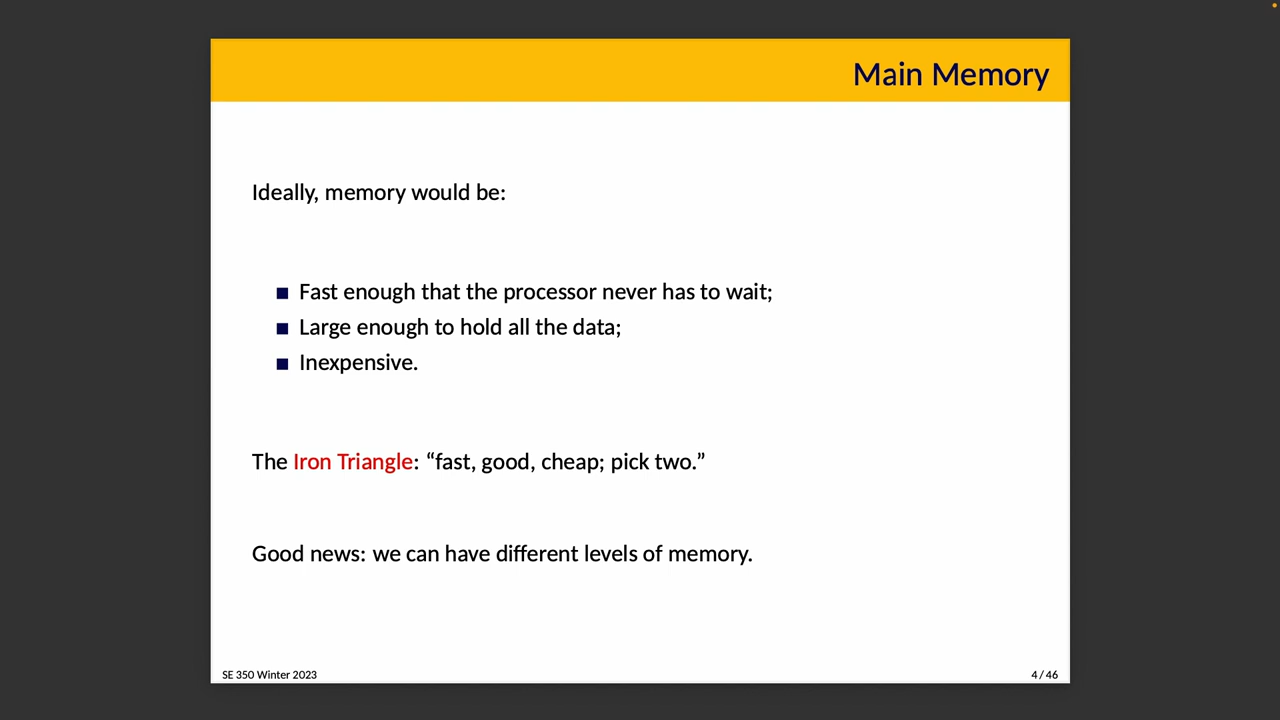 Main Memory
Ideally, memory would be:
■ Fast enough that the processor never has to wait;
■ Large enough to hold all the data;
■ Inexpensive.
The Iron Triangle: “fast, good, cheap; pick two.”
Good news: we can have different levels of memory.
SE 350 Winter 2023
4 / 46